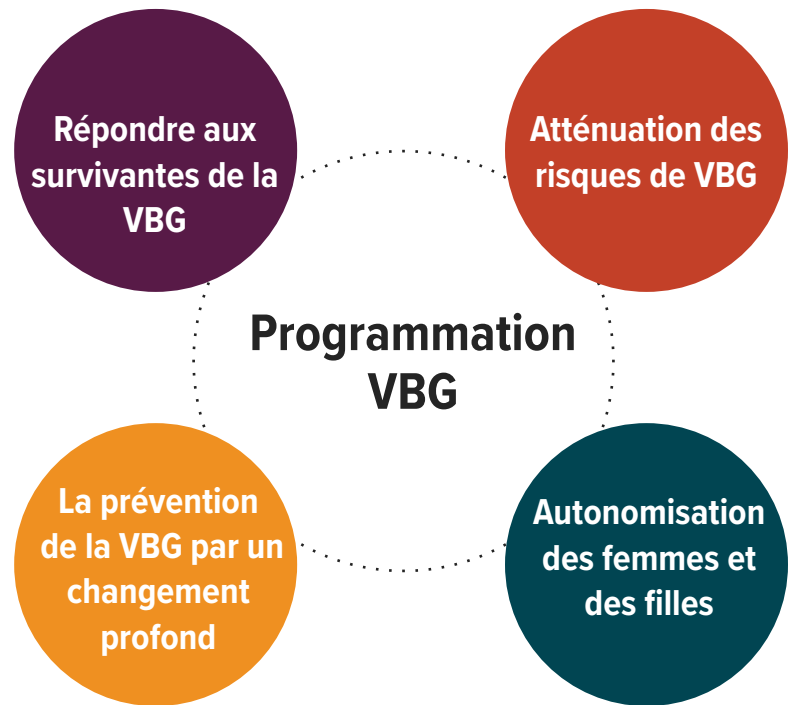 Répondre aux
survivantes de la
VBG
Atténuation des
risques de VBG
Programmation
VBG
La prévention
de la VBG par un
changement
profond
Autonomisation
des femmes et
des filles